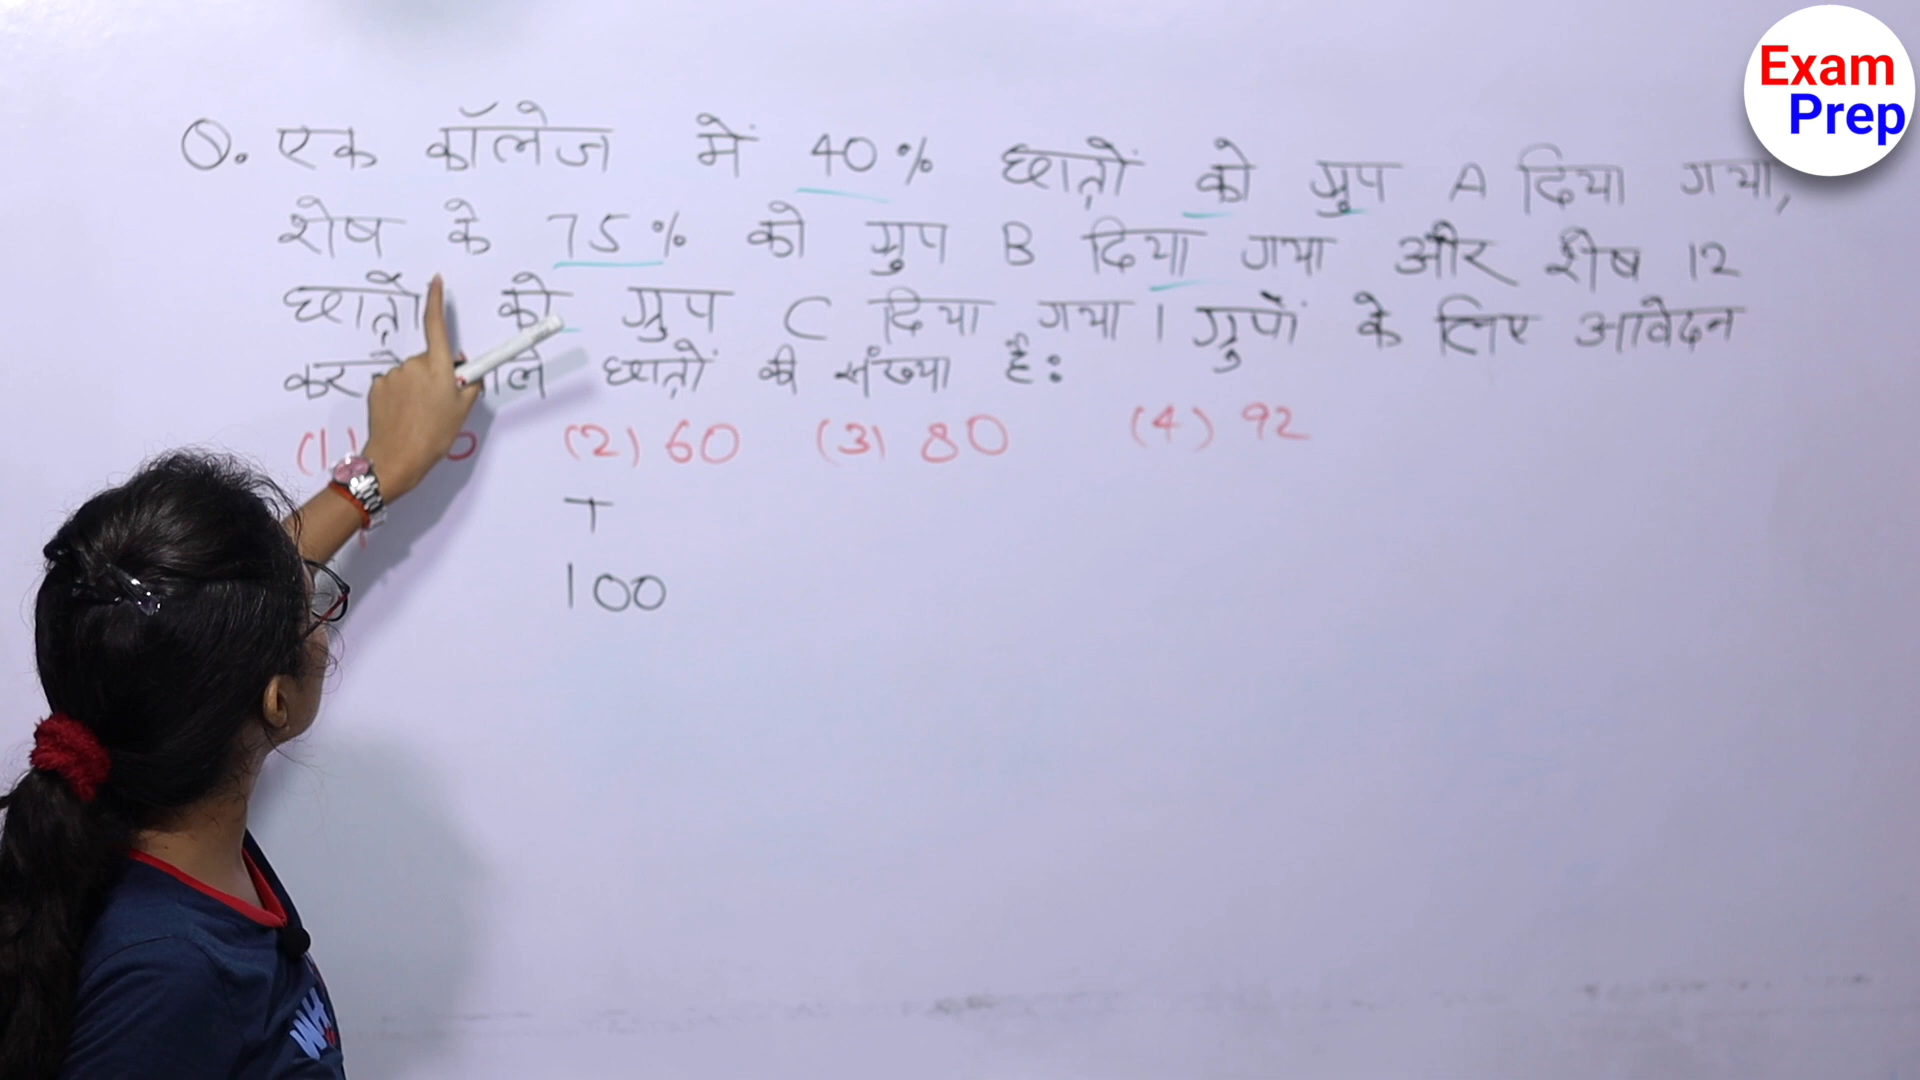 Q. एक कॉलेज में 40% छात्रों को ग्रुप A दिया गया,
शेष के 75% को ग्रुप B दिया गया और शेष 12
छात्रों को ग्रुप C दिया गया। ग्रुपों के लिए आवेदन
छात्रों की संख्या है:
(2) 60 (3) 80 (4) 92
T
100
Exam
Prep